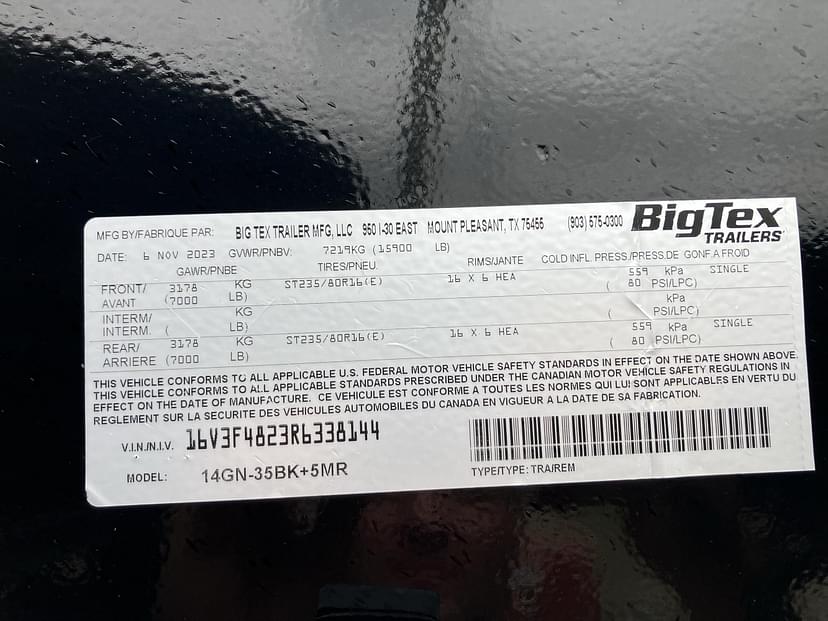 MFG BY/FABRIQUE PAR: BIG TEX TRAILER MFG, LLC 950 I-30 EAST MOUNT PLEASANT, TX 75455 (903) 575-0300 BigTex
TRAILERS
DATE: 6 NOV 2023 GVWR/PNBV: 7219KG (15900 LB)
GAWR/PNBE TIRES/PNEU. RIMS/JANTE COLD INFL. PRESS./PRESS.DE GONF.A FROID
FRONT/ 3178 KG ST235/80R16(E) 16 X 6 HEA 559 kPa SINGLE
AVANT (7000 LB) ( 80 PSI/LPC)
INTERM/ KG kPa
INTERM. ( LB) ( PSI/LPC)
REAR/ 3178 KG ST235/80R16(E) 16 X 6 HEA 559 kPa SINGLE
ARRIERE (7000 LB) ( 80 PSI/LPC)
THIS VEHICLE CONFORMS TO ALL APPLICABLE U.S. FEDERAL MOTOR VEHICLE SAFETY STANDARDS IN EFFECT ON THE DATE SHOWN ABOVE.
THIS VEHICLE CONFORMS TO ALL APPLICABLE STANDARDS PRESCRIBED UNDER THE CANADIAN MOTOR VEHICLE SAFETY REGULATIONS IN
EFFECT ON THE DATE OF MANUFACTURE. CE VEHICULE EST CONFORME A TOUTES LES NORMES QUI LUI SONT APPLICABLES EN VERTU DU
REGLEMENT SUR LA SECURITE DES VEHICULES AUTOMOBILES DU CANADA EN VIGUEUR A LA DATE DE SA FABRICATION.
V.I.N./N.I.V. 16V3F4823R6338144
MODEL: 14GN-35BK+5MR TYPE/TYPE: TRA/REM